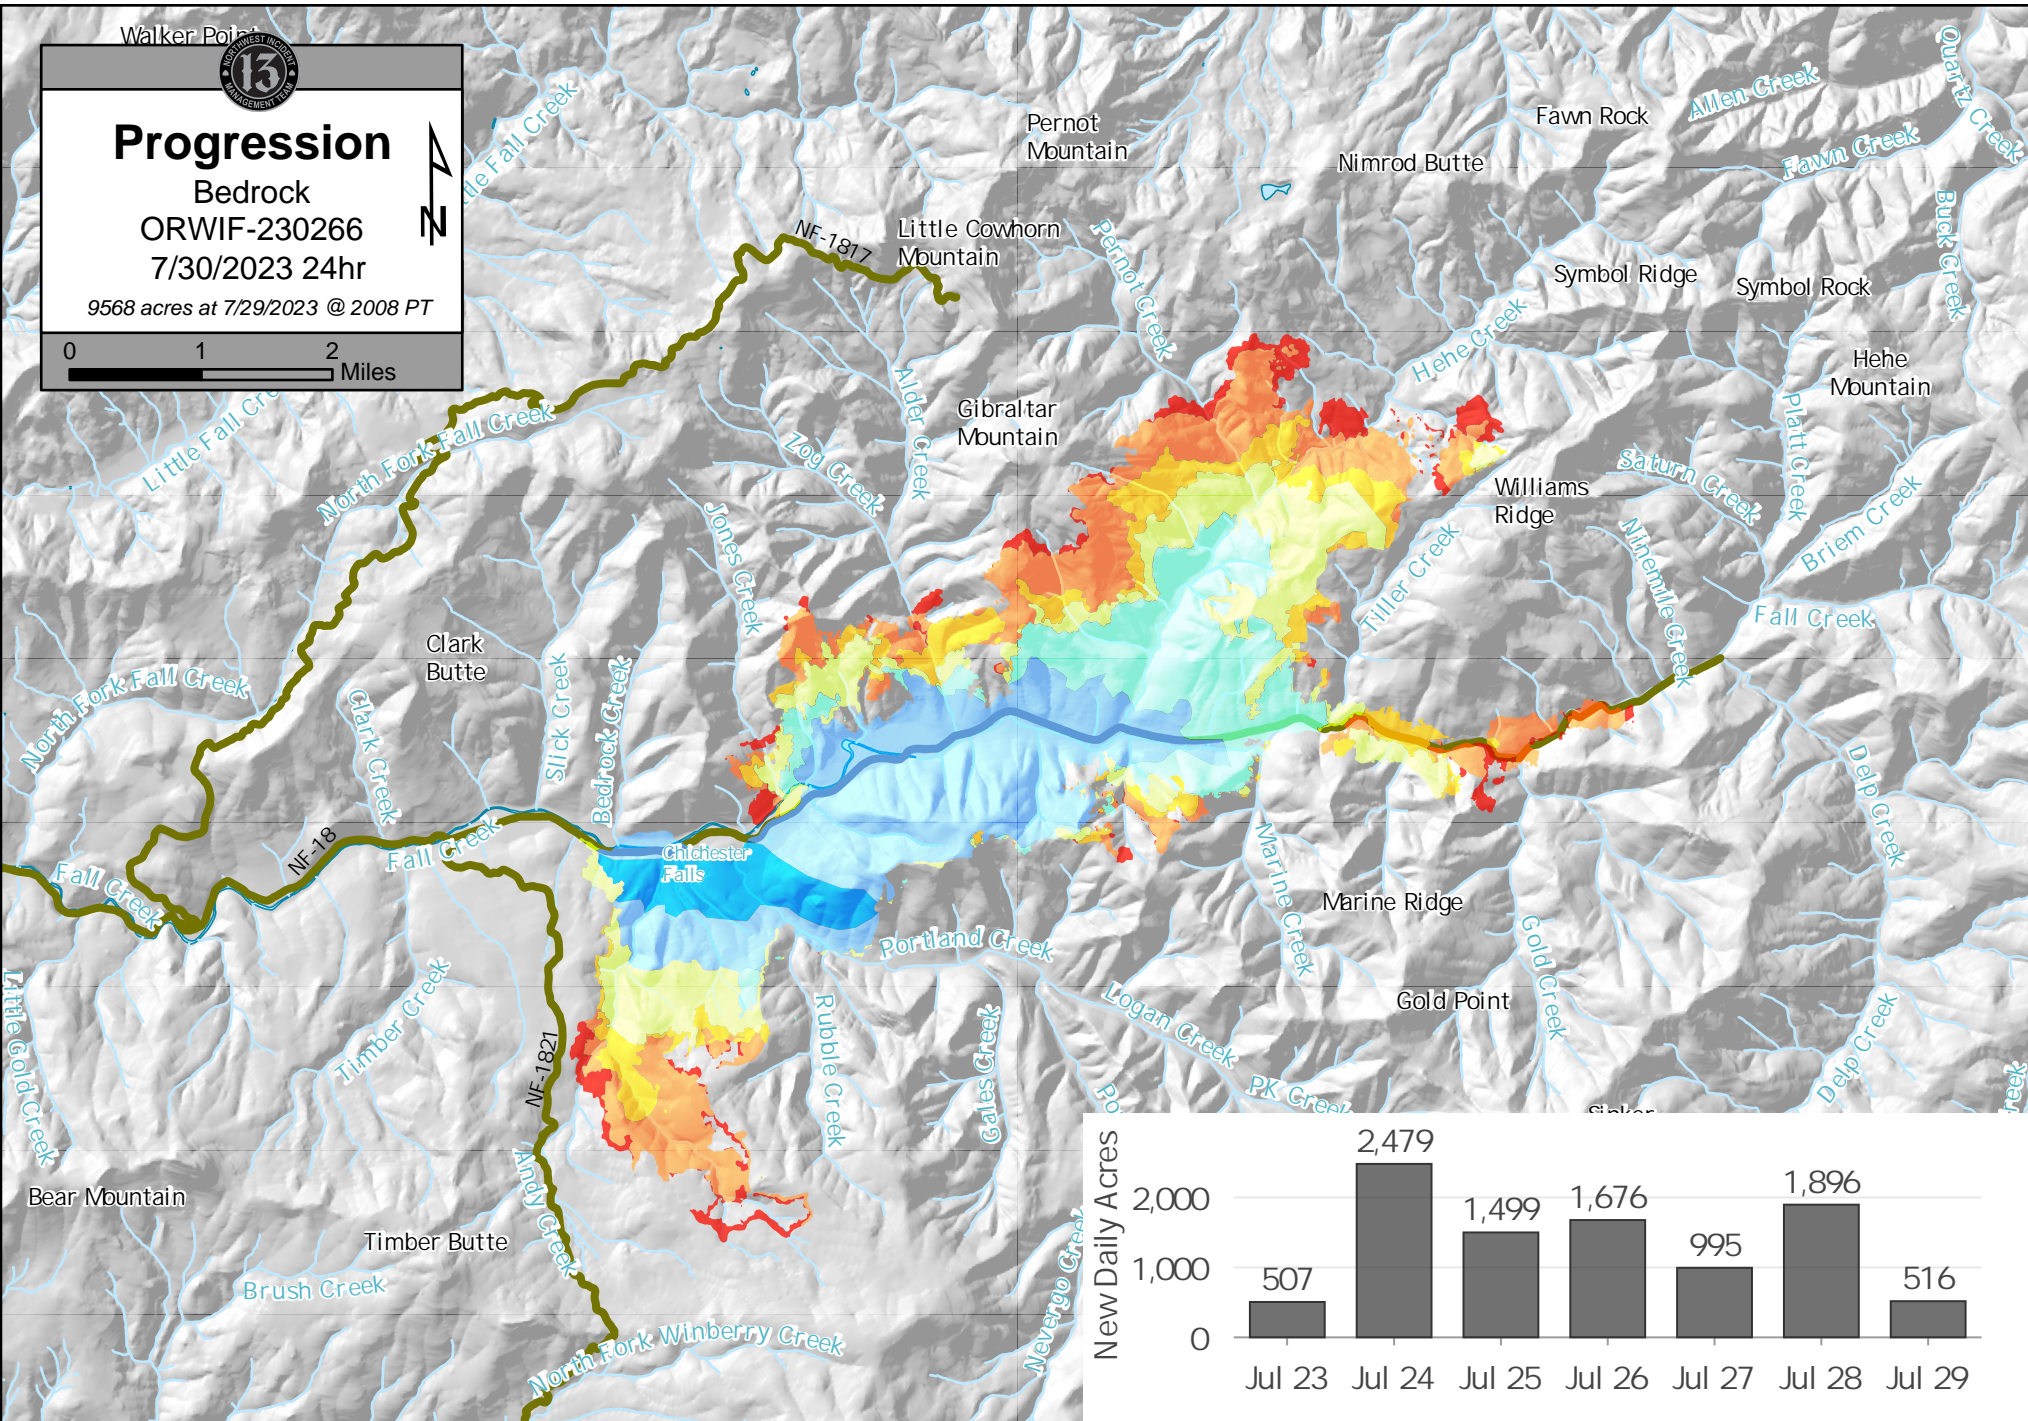 Walker Point
NORTHWEST INCIDENT
13
MANAGEMENT TEAM
Progression
Bedrock
ORWIF-230266
7/30/2023 24hr
9568 acres at 7/29/2023 @ 2008 PT
N
0 1 2
Miles
Little Fall Creek
North Fork Fall Creek
NF-1817
Little Cowhorn
Mountain
Pernot
Mountain
Pernot Creek
Fawn Rock
Nimrod Butte
Allen Creek
Fawn Creek
Quartz Creek
Buck Creek
Symbol Ridge
Symbol Rock
Hehe Creek
Hehe
Mountain
Platt Creek
Saturn Creek
Briem Creek
Ninemile Creek
Fall Creek
Williams
Ridge
Tiller Creek
Gibraltar
Mountain
Alder Creek
Zog Creek
Jones Creek
Clark
Butte
Slick Creek
Bedrock Creek
Clark Creek
North Fork Fall Creek
NF-18
Fall Creek
Fall Creek
Chichester
Falls
Portland Creek
Marine Creek
Marine Ridge
Gold Creek
Gold Point
Delp Creek
Delp Creek
Logan Creek
PK Creek
Rubble Creek
Gales Creek
Timber Creek
NF-1821
Little Gold Creek
Bear Mountain
Timber Butte
Andy Creek
Brush Creek
North Fork Winberry Creek
Nevergo Creek
New Daily Acres
2,000
1,000
0
507
2,479
1,499
1,676
995
1,896
516
Jul 23 Jul 24 Jul 25 Jul 26 Jul 27 Jul 28 Jul 29